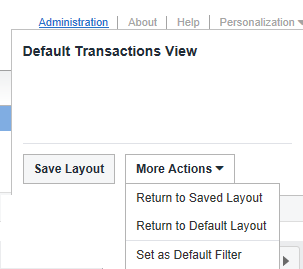 Administration About Help Personalization
Default Transactions View
Save Layout More Actions
Return to Saved Layout
Return to Default Layout
Set as Default Filter